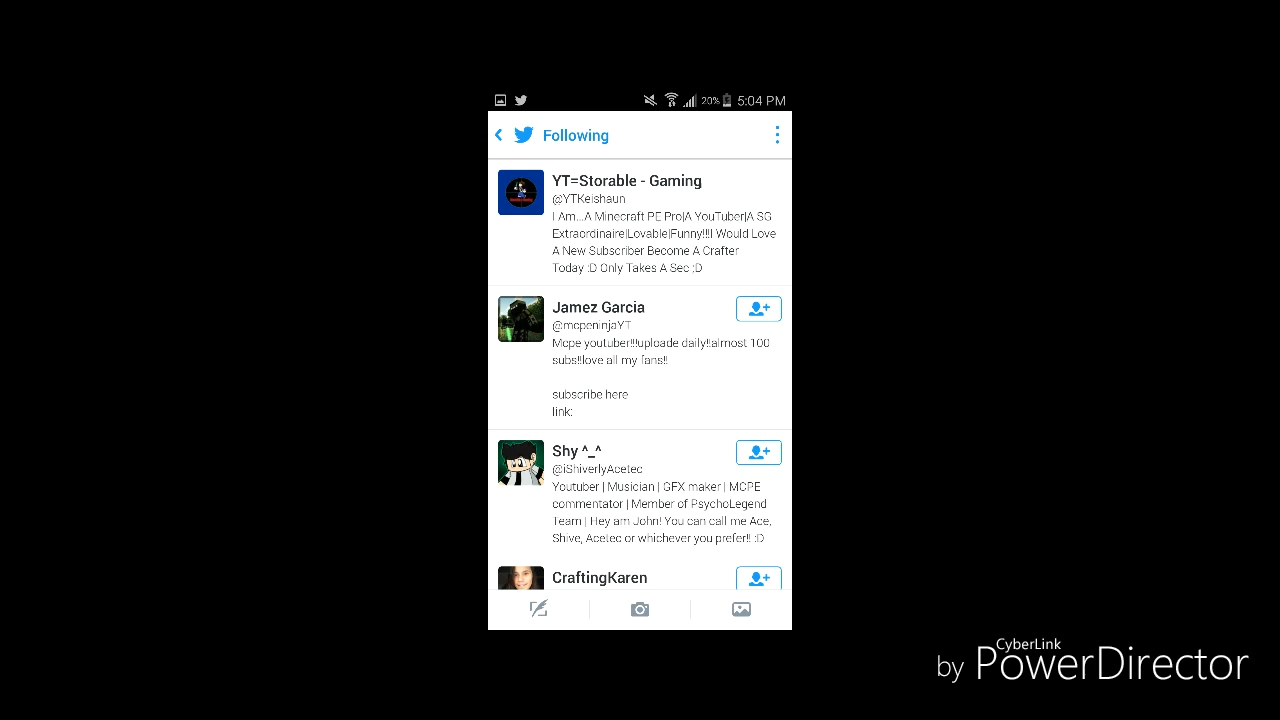 20% 5:04 PM
Following
YT=Storable - Gaming
@YTKeishaun
I Am...A Minecraft PE Pro|A YouTuber|A SG
Extraordinaire|Lovable|Funny!!!I Would Love
A New Subscriber Become A Crafter
Today :D Only Takes A Sec ;D
Jamez Garcia
@mcpeninjaYT
Mcpe youtuber!!!uploade daily!!almost 100
subs!!love all my fans!!
subscribe here
link:
Shy ^_^
@iShiverlyAcetec
Youtuber | Musician | GFX maker | MCPE
commentator | Member of PsychoLegend
Team | Hey am John! You can call me Ace,
Shive, Acetec or whichever you prefer!! :D
CraftingKaren
CyberLink
by PowerDirector